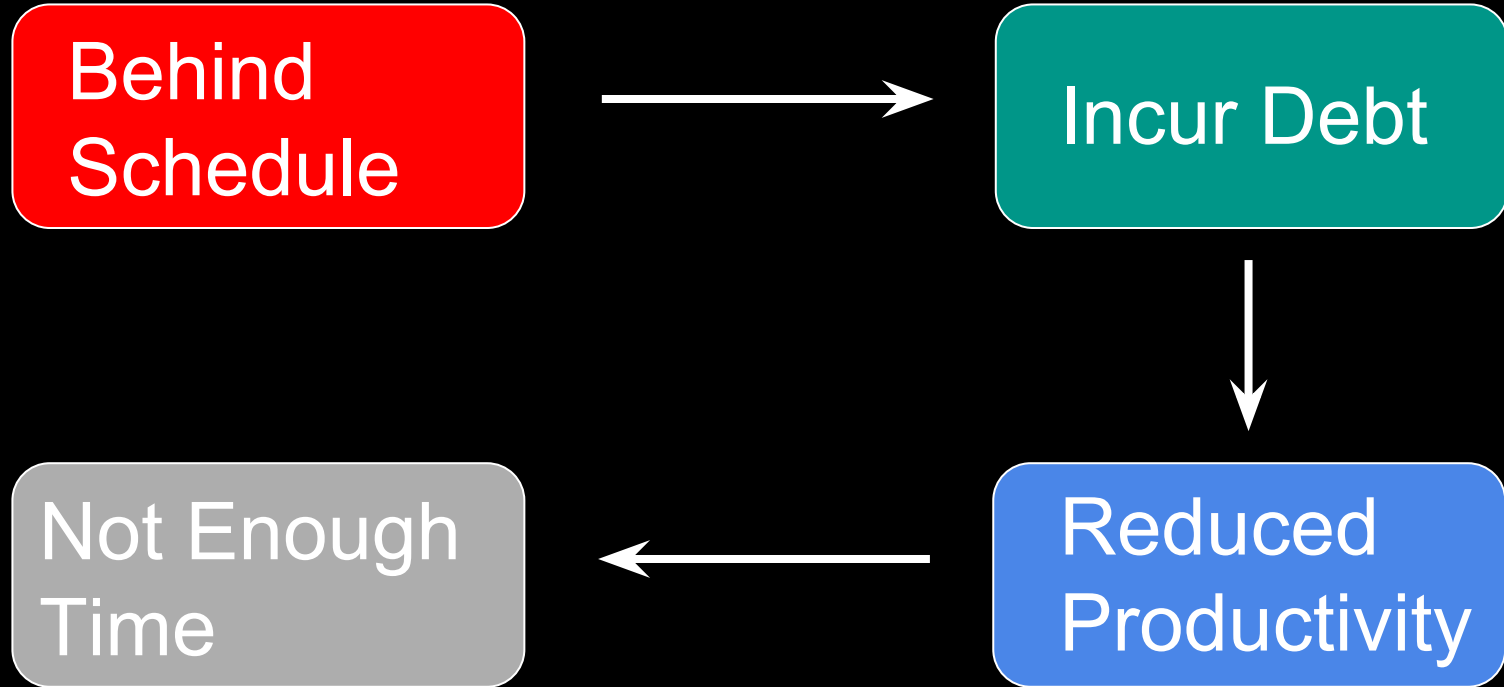 Behind
Schedule
Incur Debt
Not Enough
Time
Reduced
Productivity